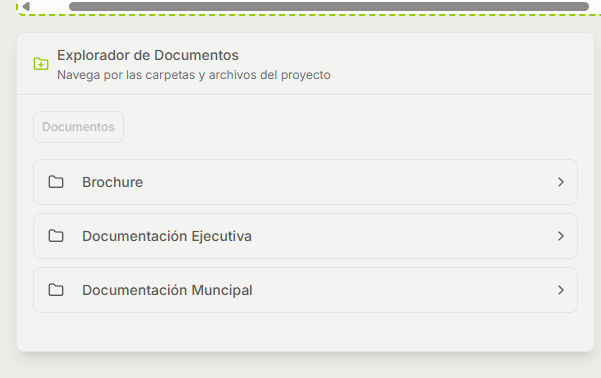 Explorador de Documentos
Navega por las carpetas y archivos del proyecto
Documentos
Brochure
Documentación Ejecutiva
Documentación Muncipal